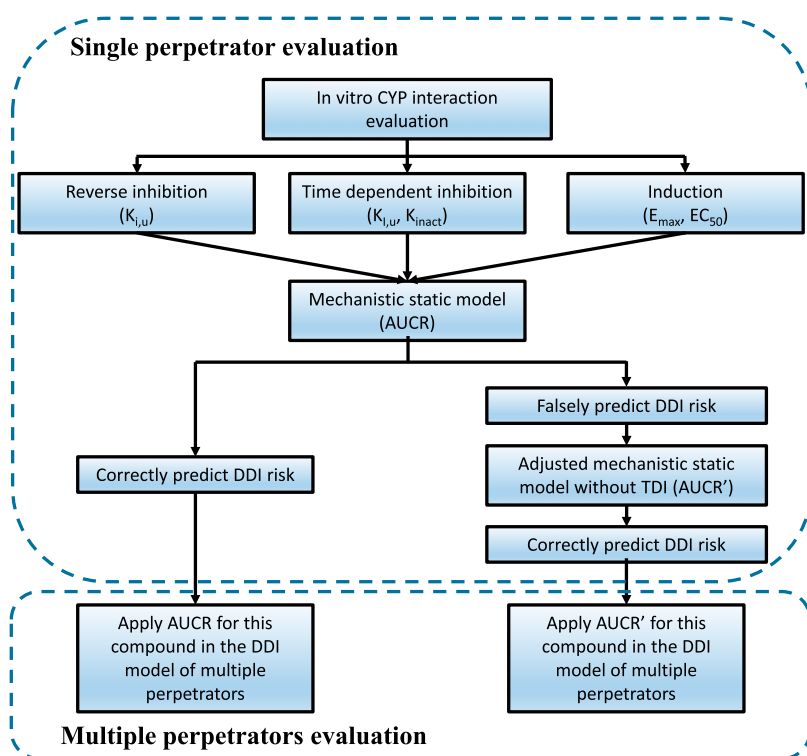 Single perpetrator evaluation
In vitro CYP interaction
evaluation
Reverse inhibition
(Ki,u)
Time dependent inhibition
(KI,u, Kinact)
Induction
(Emax, EC50)
Mechanistic static model
(AUCR)
Falsely predict DDI risk
Correctly predict DDI risk
Adjusted mechanistic static
model without TDI (AUCR’)
Correctly predict DDI risk
Apply AUCR for this
compound in the DDI
model of multiple
perpetrators
Apply AUCR’ for this
compound in the DDI
model of multiple
perpetrators
Multiple perpetrators evaluation